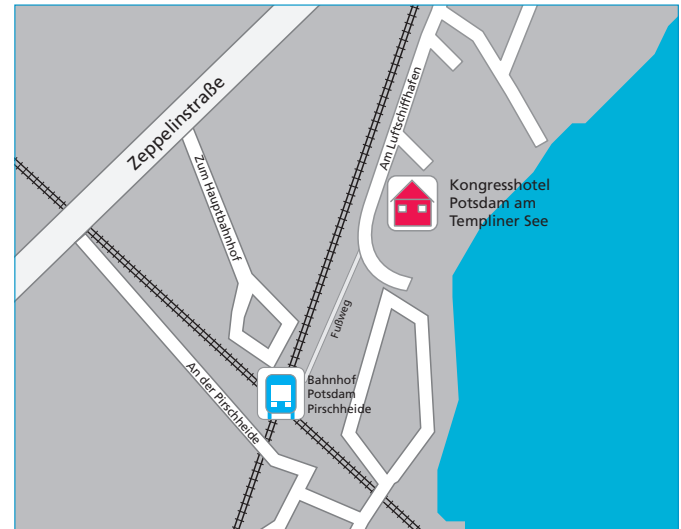 Zeppelinstraße
Zum Hauptbahnhof
Am Luftschiffhafen
Kongresshotel
Potsdam am
Templiner See
Fußweg
An der Pirschheide
Bahnhof
Potsdam
Pirschheide